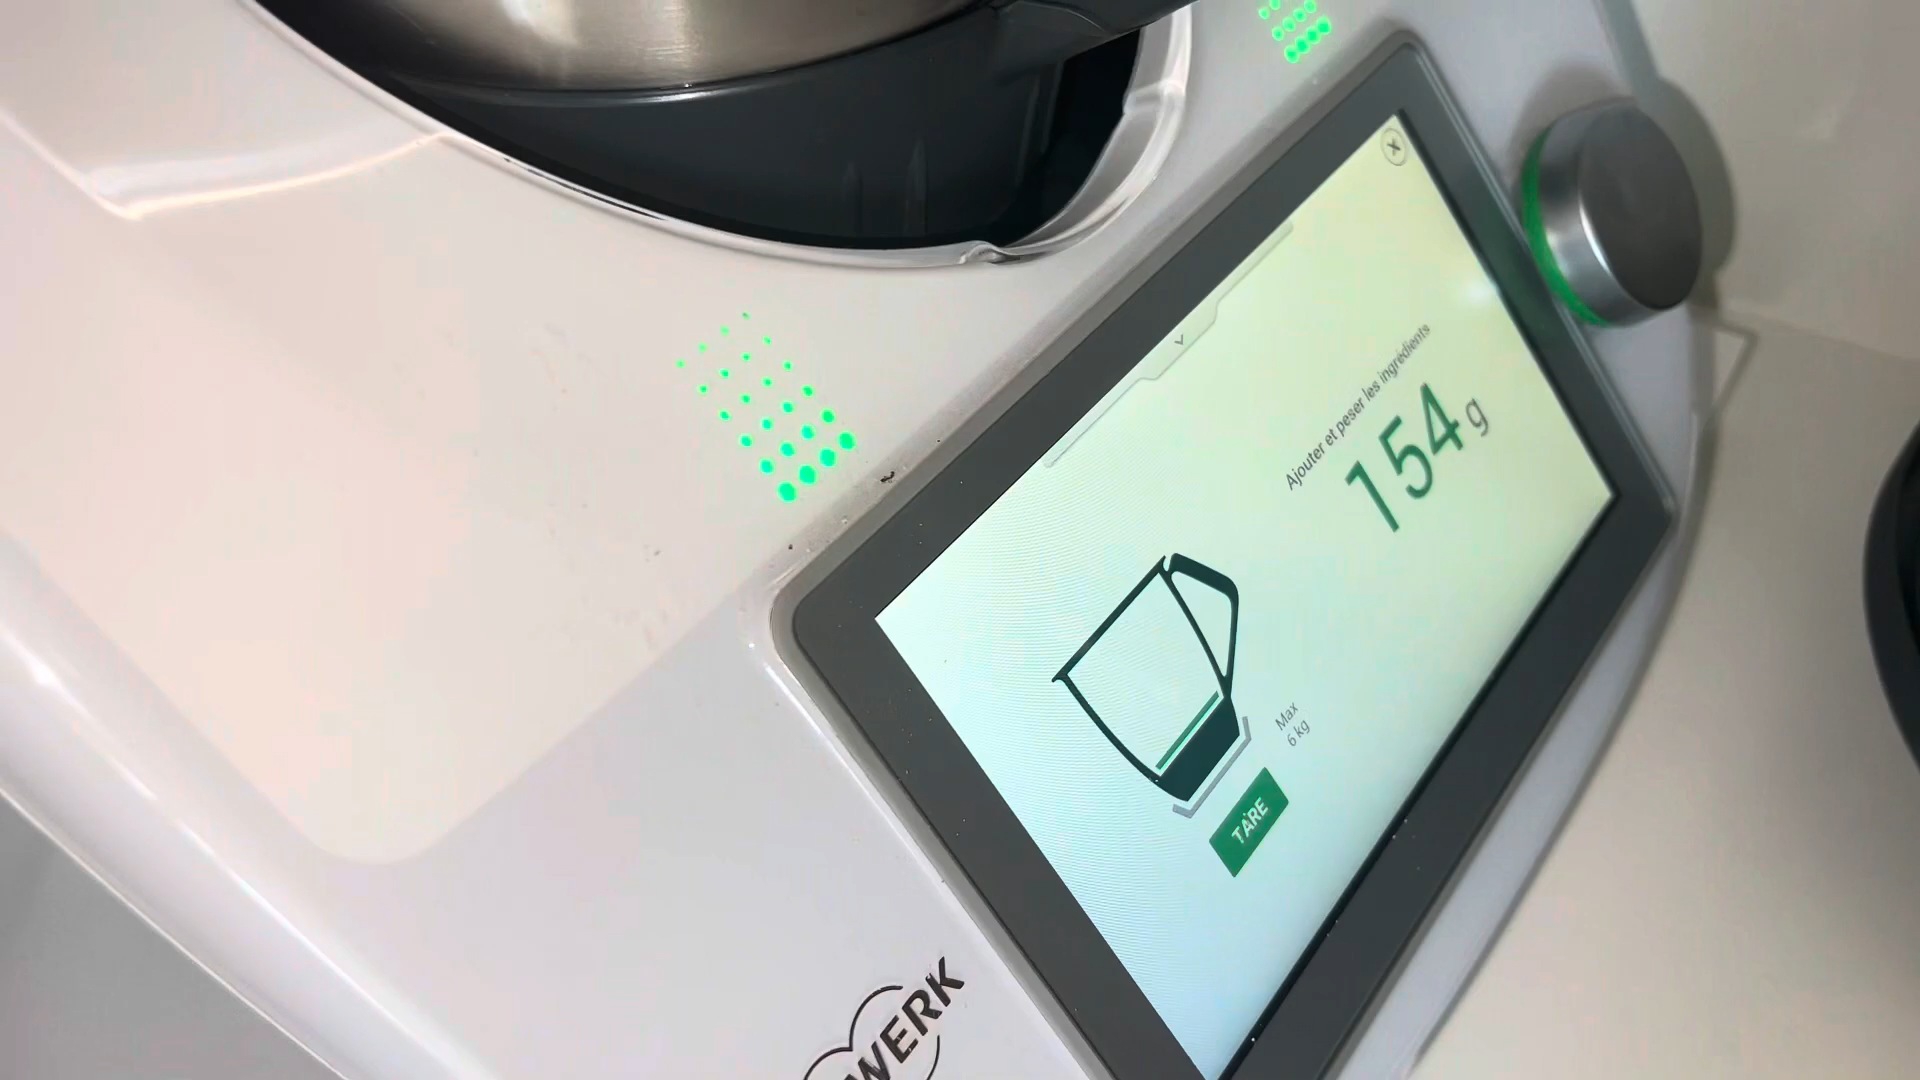 Ajouter et peser les ingrédients
154 g
Max
6 kg
TARE
WERK